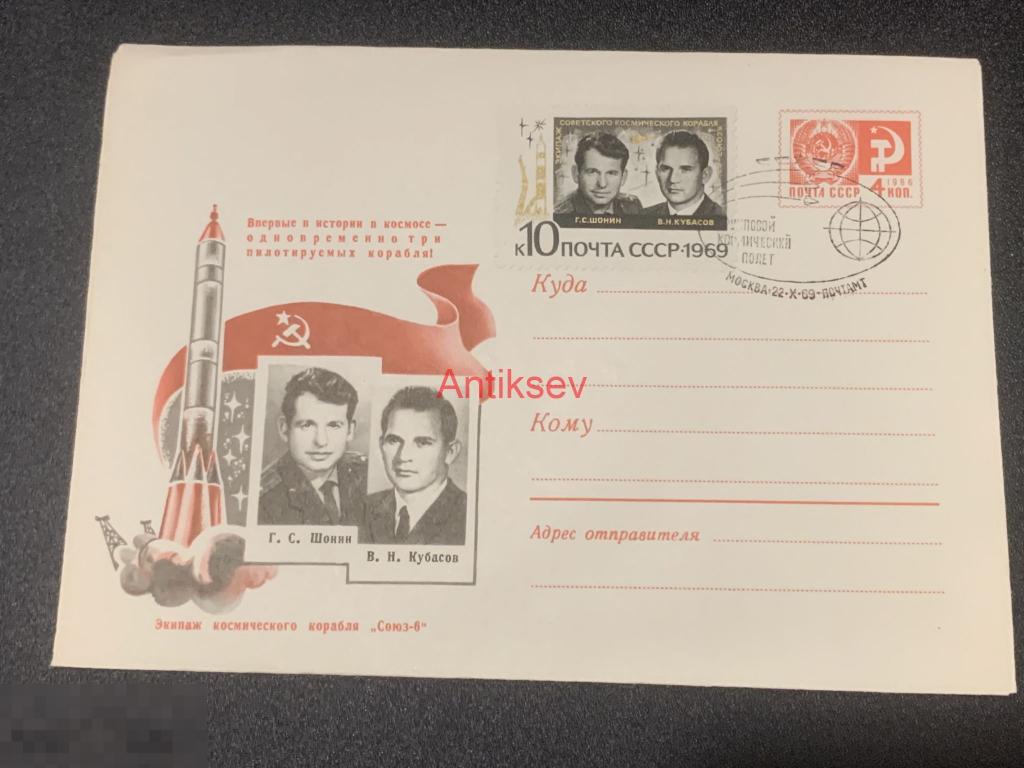 Впервые в истории в космосе —
одновременно три
пилотируемых корабля!
Г. С. Шонин
В. Н. Кубасов
Экипаж космического корабля „Союз-6“
ЭКИПАЖ СОВЕТСКОГО КОСМИЧЕСКОГО КОРАБЛЯ
Г.С.ШОНИН
В.Н.КУБАСОВ
К10 ПОЧТА СССР·1969
1966
ПОЧТА СССР 4 КОП.
КОСМИЧЕСКИЙ
ПОЛЕТ
МОСКВА·22-X-69-ПОЧТАМТ
Куда
Кому
Адрес отправителя
Antiksev